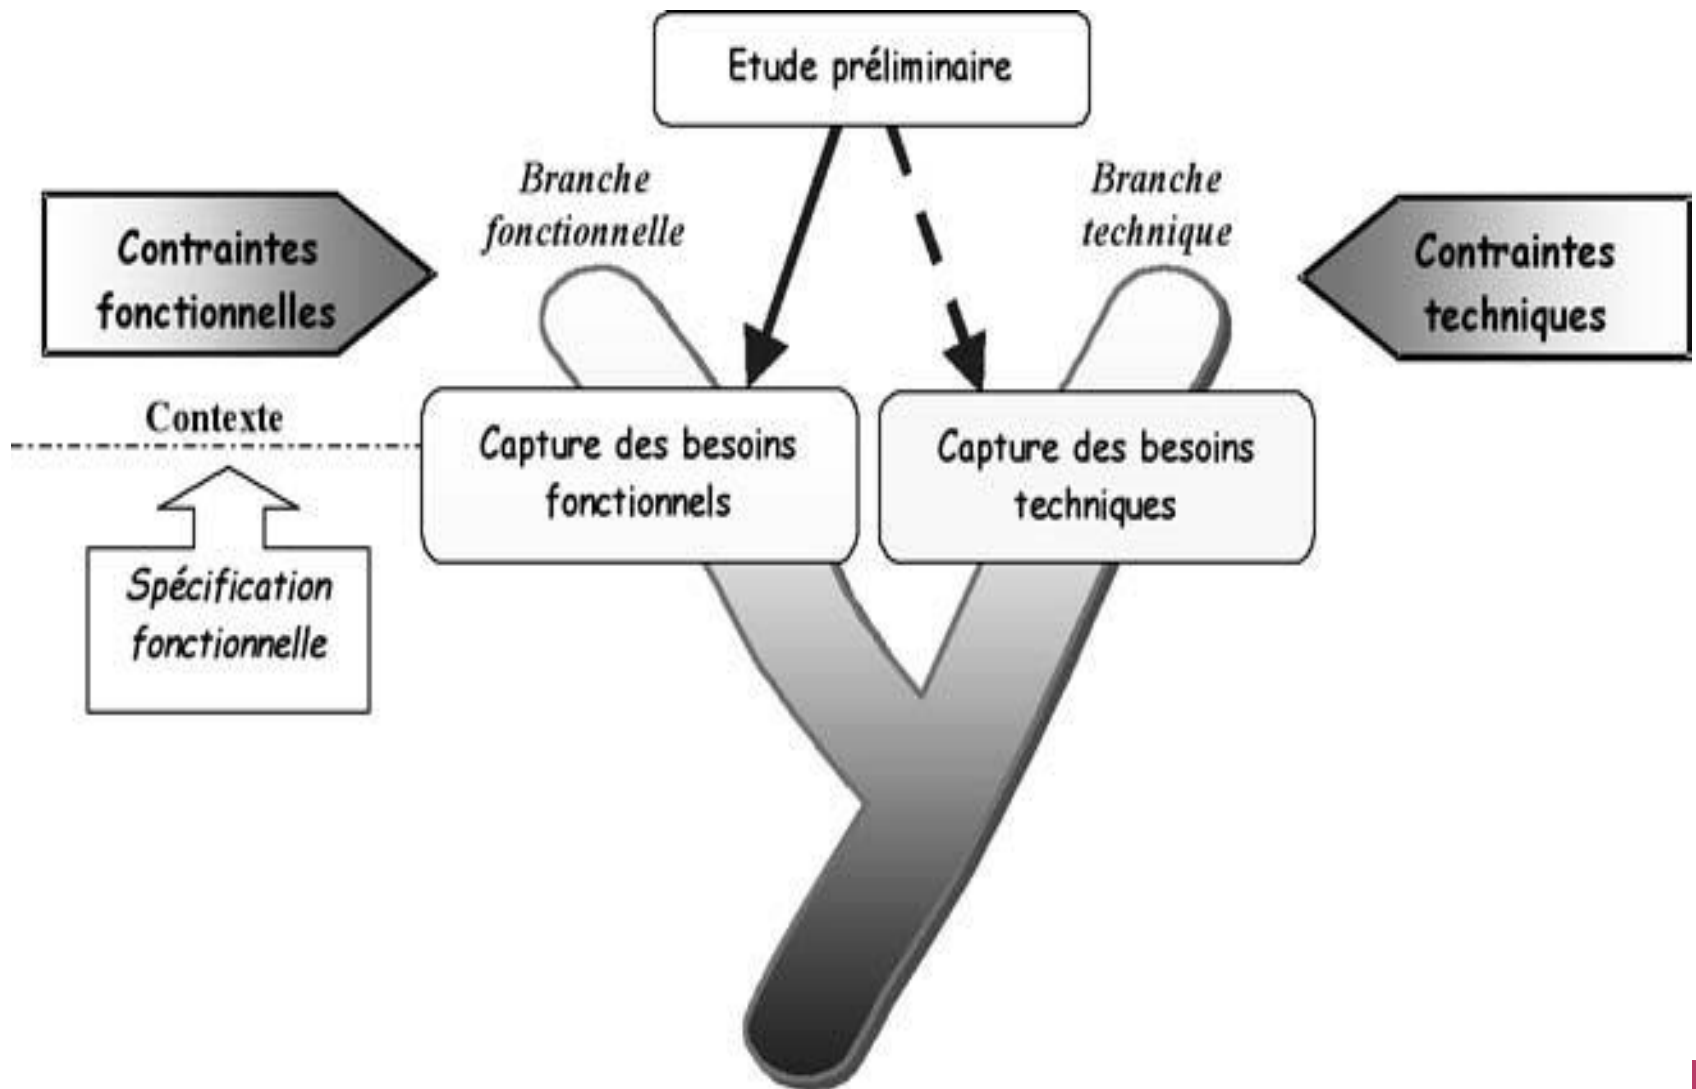 Etude préliminaire
Branche
fonctionnelle
Branche
technique
Contraintes
fonctionnelles
Contraintes
techniques
Contexte
Capture des besoins
fonctionnels
Capture des besoins
techniques
Spécification
fonctionnelle